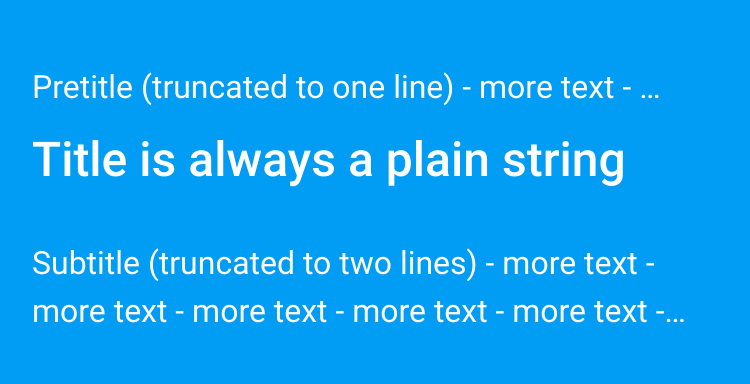 Pretitle (truncated to one line) - more text - ...
Title is always a plain string
Subtitle (truncated to two lines) - more text -
more text - more text - more text - more text -...